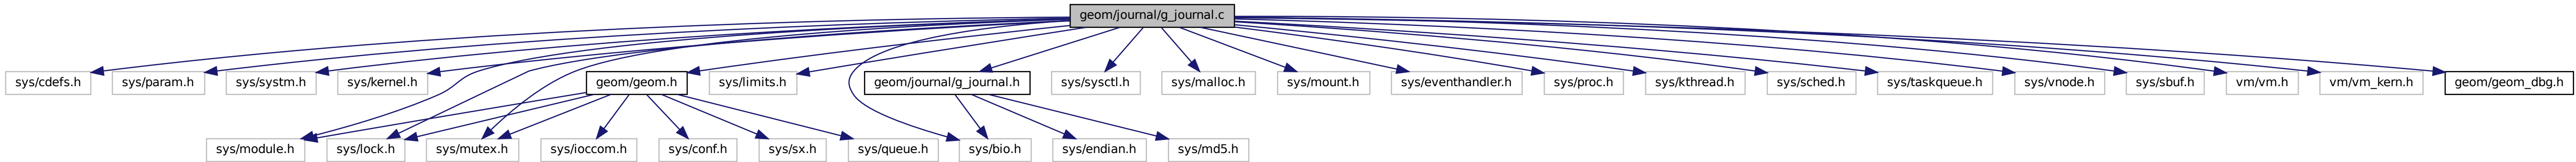 geom/journal/g_journal.c
sys/cdefs.h
sys/param.h
sys/systm.h
sys/kernel.h
geom/geom.h
sys/limits.h
geom/journal/g_journal.h
sys/sysctl.h
sys/malloc.h
sys/mount.h
sys/eventhandler.h
sys/proc.h
sys/kthread.h
sys/sched.h
sys/taskqueue.h
sys/vnode.h
sys/sbuf.h
vm/vm.h
vm/vm_kern.h
geom/geom_dbg.h
sys/module.h
sys/lock.h
sys/mutex.h
sys/ioccom.h
sys/conf.h
sys/sx.h
sys/queue.h
sys/bio.h
sys/endian.h
sys/md5.h